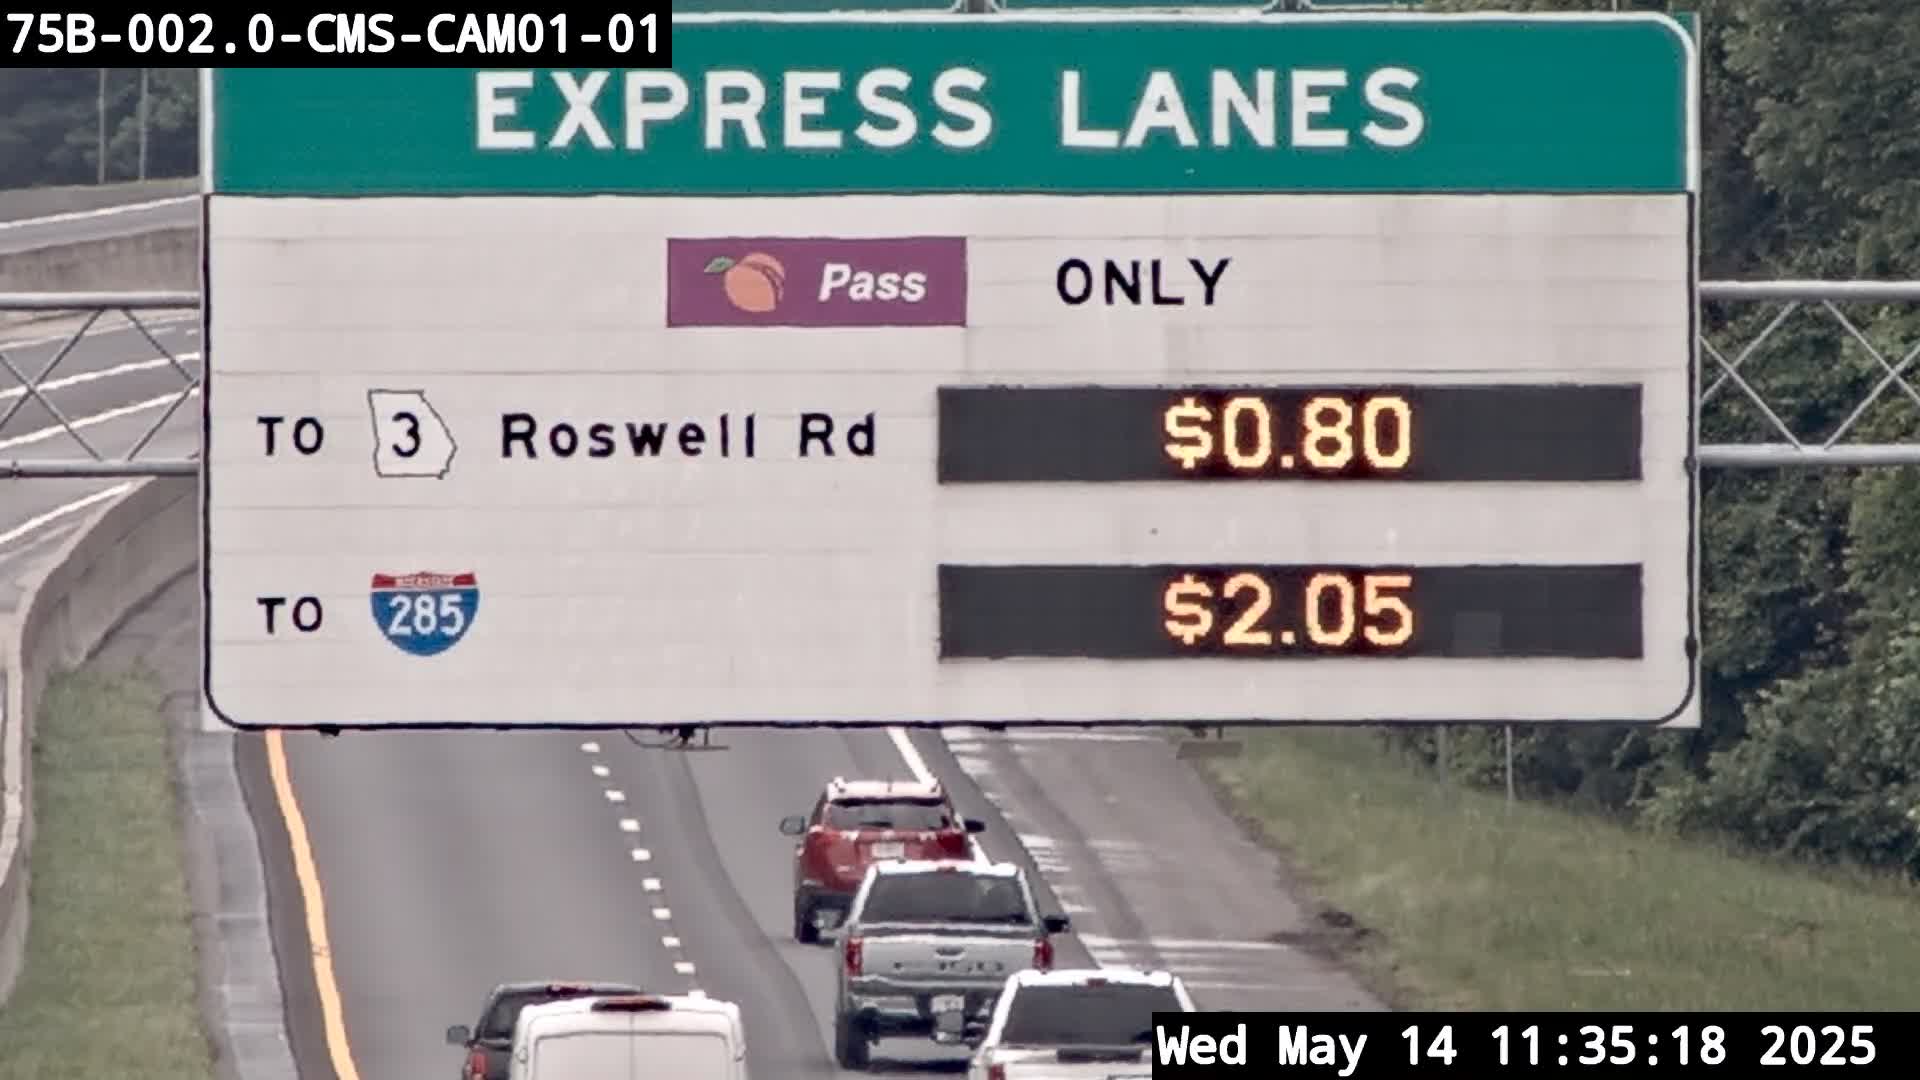 75B-002.0-CMS-CAM01-01
EXPRESS LANES
Pass ONLY
TO 3 Roswell Rd $0.80
TO INTERSTATE 285 $2.05
Wed May 14 11:35:18 2025